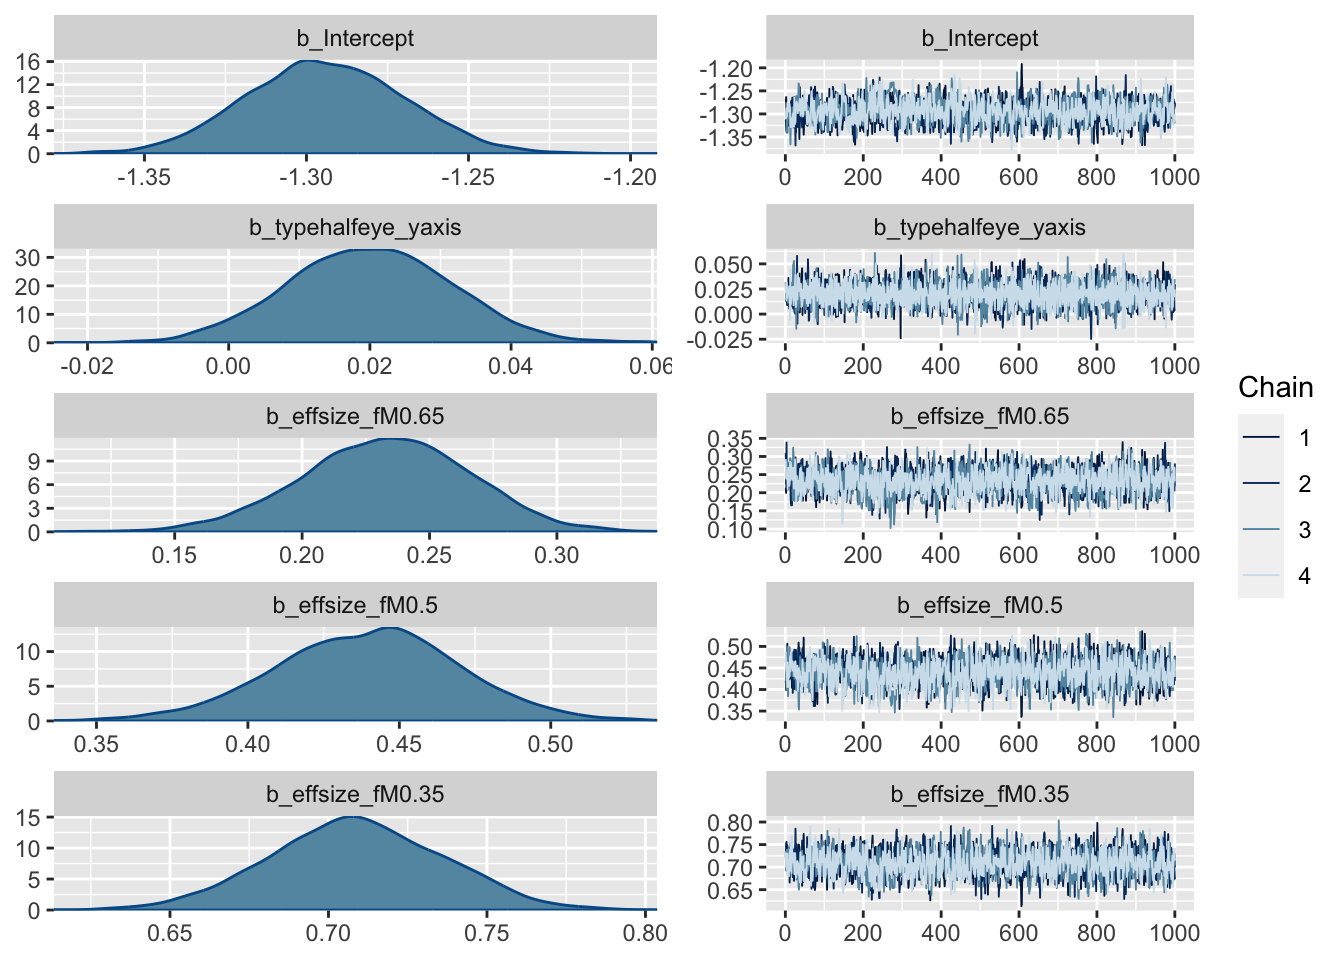 b_Intercept
16
12
8
4
0
-1.35 -1.30 -1.25 -1.20
b_Intercept
-1.20
-1.25
-1.30
-1.35
0 200 400 600 800 1000
b_typehalfeye_yaxis
30
20
10
0
-0.02 0.00 0.02 0.04 0.06
b_typehalfeye_yaxis
0.050
0.025
0.000
-0.025
0 200 400 600 800 1000
b_effsize_fM0.65
9
6
3
0
0.15 0.20 0.25 0.30
b_effsize_fM0.65
0.35
0.30
0.25
0.20
0.15
0.10
0 200 400 600 800 1000
b_effsize_fM0.5
10
5
0
0.35 0.40 0.45 0.50
b_effsize_fM0.5
0.50
0.45
0.40
0.35
0 200 400 600 800 1000
b_effsize_fM0.35
15
10
5
0
0.65 0.70 0.75 0.80
b_effsize_fM0.35
0.80
0.75
0.70
0.65
0 200 400 600 800 1000
Chain
1
2
3
4